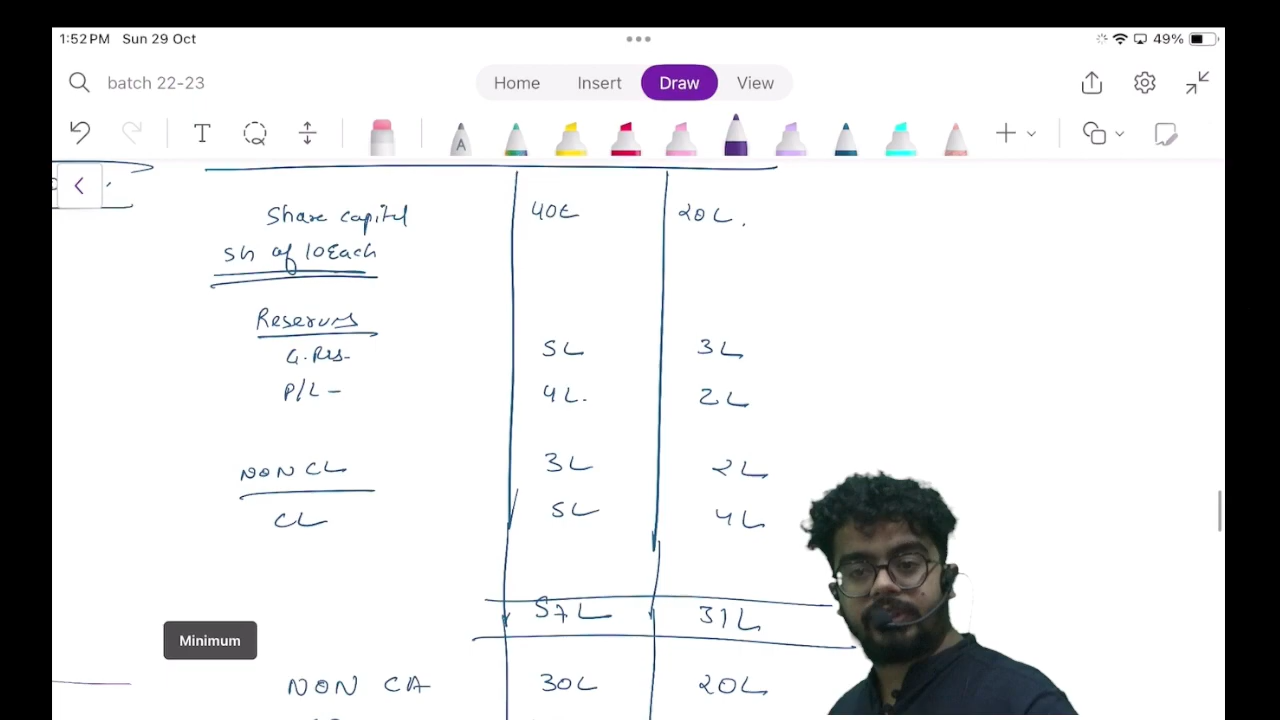 1:52 PM Sun 29 Oct
49%
batch 22-23
Home Insert Draw View
T
A
Share capital 40L 20L.
Sh of 10 Each
Reserves
G. Res- 5L 3L
P/L - 4L. 2L
NON CL 3L 2L
CL 5L 4L
57L 31L
Minimum
NON CA 30L 20L